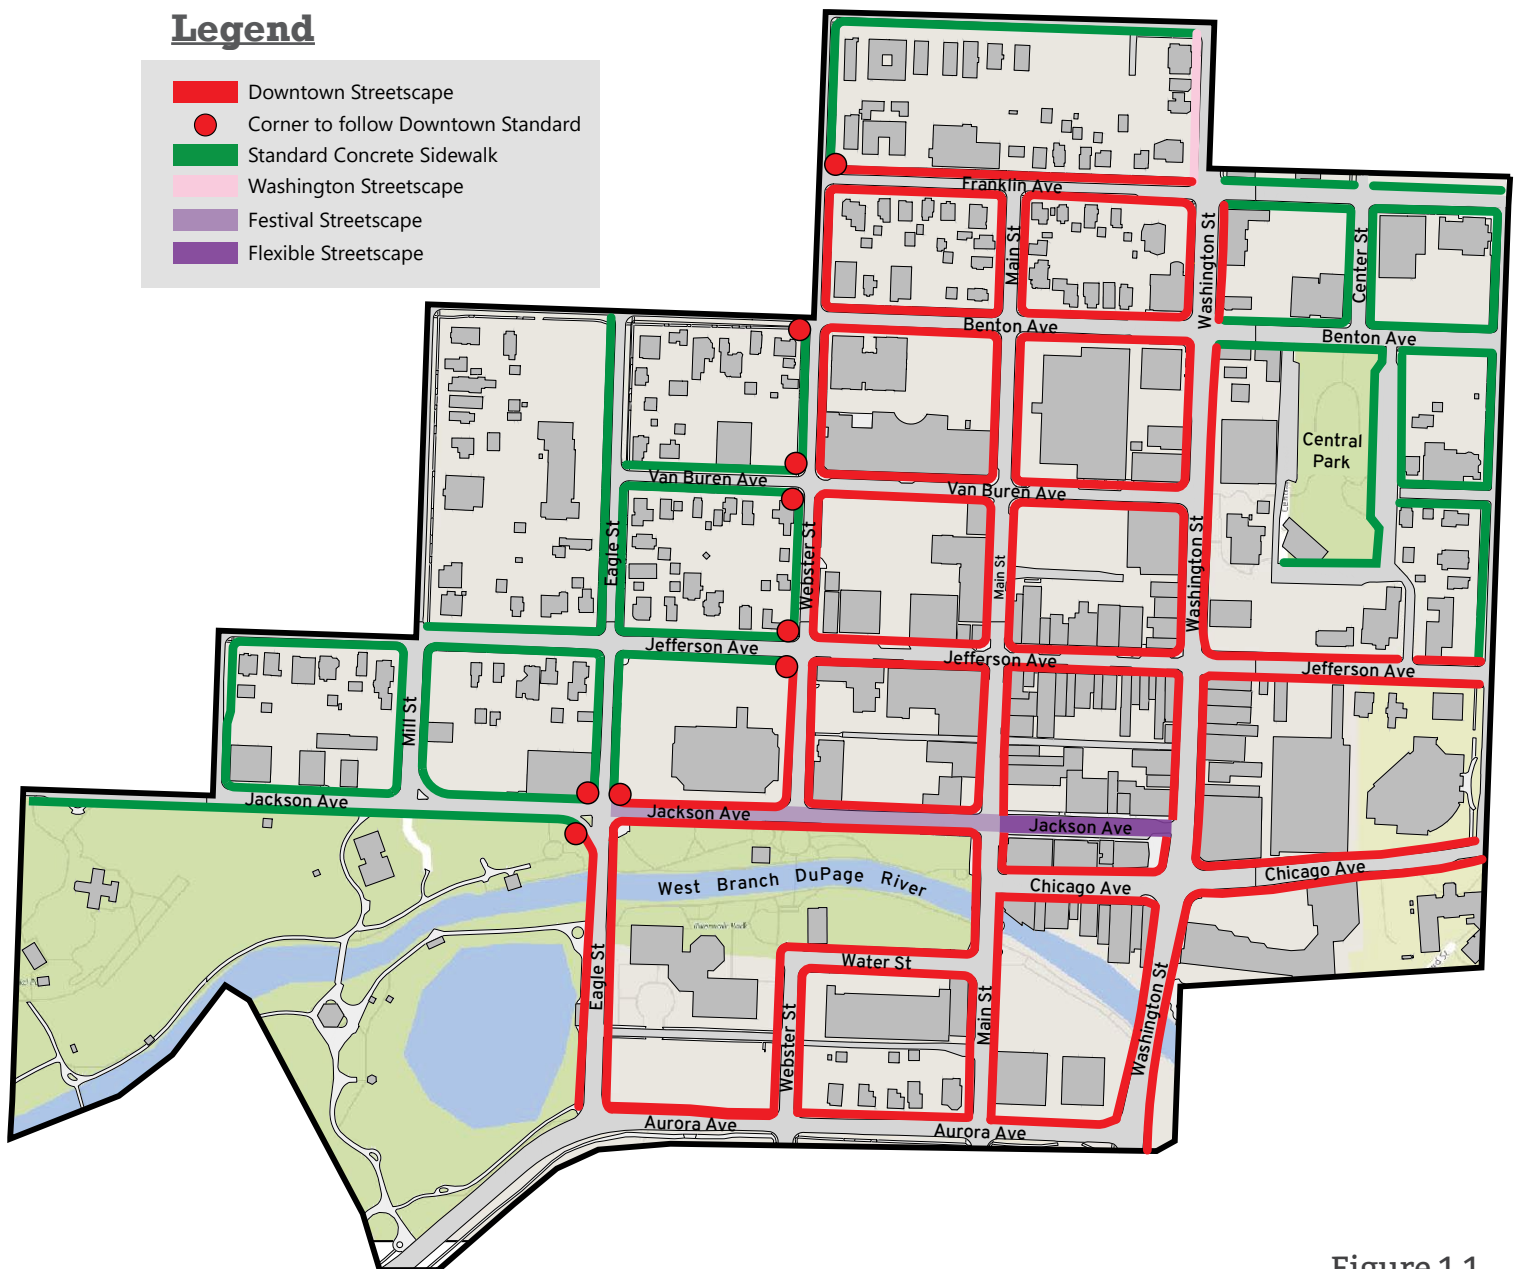 Legend
Downtown Streetscape
Corner to follow Downtown Standard
Standard Concrete Sidewalk
Washington Streetscape
Festival Streetscape
Flexible Streetscape
Franklin Ave
Main St
Washington St
Center St
Benton Ave
Benton Ave
Central
Park
Van Buren Ave
Van Buren Ave
Eagle St
Webster St
Main St
Washington St
Jefferson Ave
Jefferson Ave
Jefferson Ave
Mill St
Jackson Ave
Jackson Ave
Jackson Ave
Chicago Ave
Chicago Ave
West Branch DuPage River
Water St
Eagle St
Webster St
Main St
Washington St
Aurora Ave
Aurora Ave
Figure 1.1